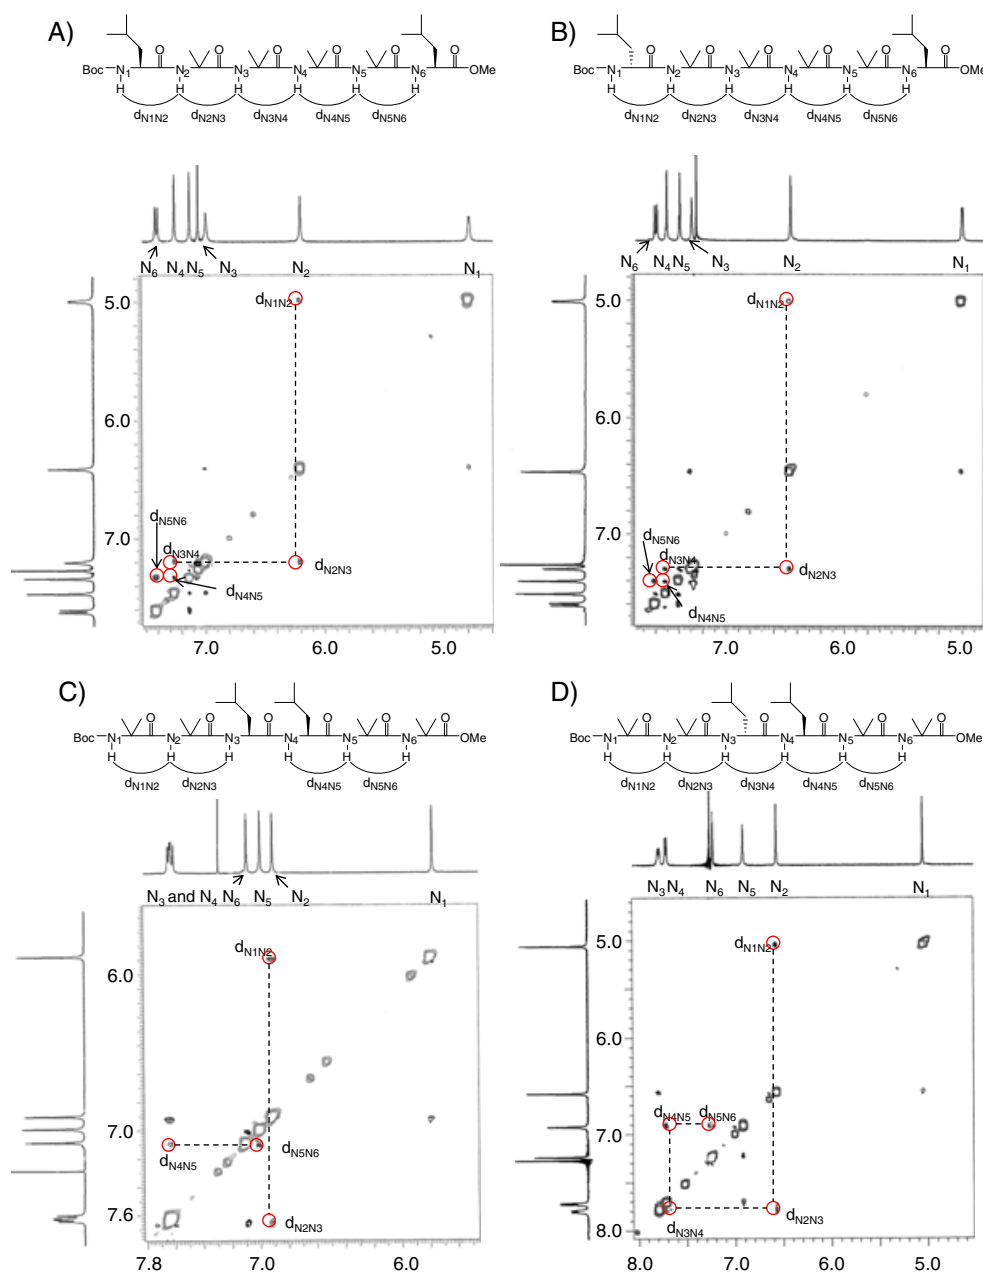 A)
O O O O O
Boc N1 N2 N3 N4 N5 N6 OMe
H H H H H H O
dN1N2 dN2N3 dN3N4 dN4N5 dN5N6
N6 N4 N5 N3 N2 N1
dN1N2
5.0
6.0
dN5N6
7.0
dN3N4
dN2N3
dN4N5
7.0 6.0 5.0
B)
O O O O O
Boc N1 N2 N3 N4 N5 N6 OMe
H H H H H H O
dN1N2 dN2N3 dN3N4 dN4N5 dN5N6
N6 N4 N5 N3 N2 N1
dN1N2
5.0
6.0
7.0
dN5N6
dN3N4
dN2N3
dN4N5
7.0 6.0 5.0
C)
O O O O O
Boc N1 N2 N3 N4 N5 N6 OMe
H H H H H H O
dN1N2 dN2N3 dN4N5 dN5N6
N3 and N4 N6 N5 N2 N1
dN1N2
6.0
7.0
dN4N5 dN5N6
7.6
dN2N3
7.8 7.0 6.0
D)
O O O O O
Boc N1 N2 N3 N4 N5 N6 OMe
H H H H H H O
dN1N2 dN2N3 dN3N4 dN4N5 dN5N6
N3 N4 N6 N5 N2 N1
dN1N2
5.0
6.0
dN4N5 dN5N6
7.0
dN2N3
dN3N4
8.0
8.0 7.0 6.0 5.0